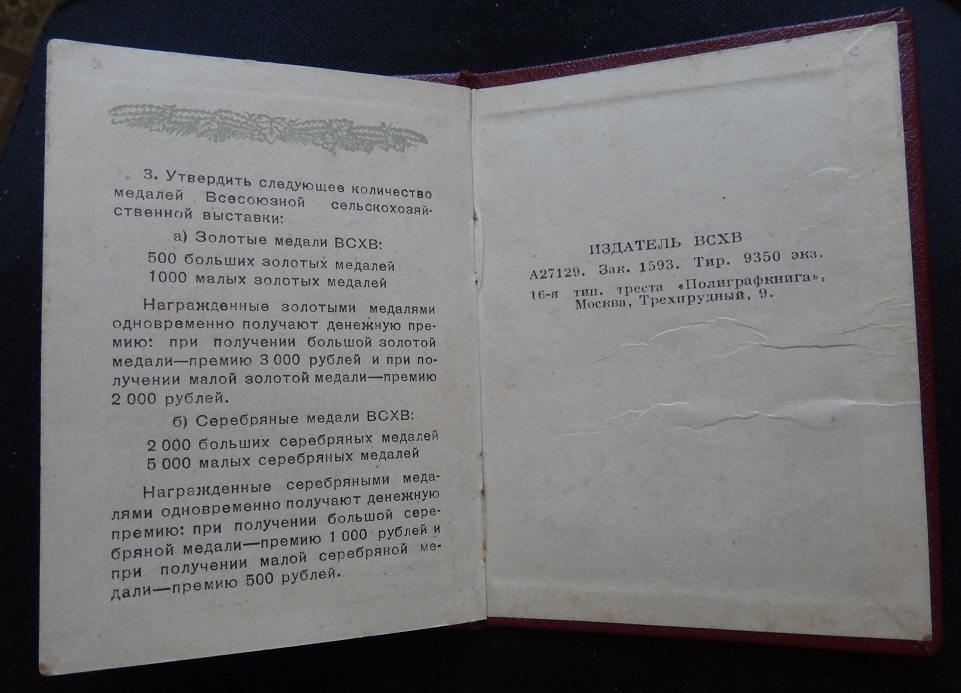 3. Утвердить следующее количество
медалей Всесоюзной сельскохозяй-
ственной выставки:
а) Золотые медали ВСХВ:
500 больших золотых медалей
1000 малых золотых медалей
Награжденные золотыми медалями
одновременно получают денежную пре-
мию: при получении большой золотой
медали—премию 3 000 рублей и при по-
лучении малой золотой медали—премию
2 000 рублей.
б) Серебряные медали ВСХВ:
2 000 больших серебряных медалей
5 000 малых серебряных медалей
Награжденные серебряными меда-
лями одновременно получают денежную
премию: при получении большой сере-
бряной медали—премию 1 000 рублей и
при получении малой серебряной ме-
дали—премию 500 рублей.
ИЗДАТЕЛЬ ВСХВ
А27129. Зак. 1593. Тир. 9350 экз.
16-я тип. треста «Полиграфкнига»,
Москва, Трехпрудный, 9.